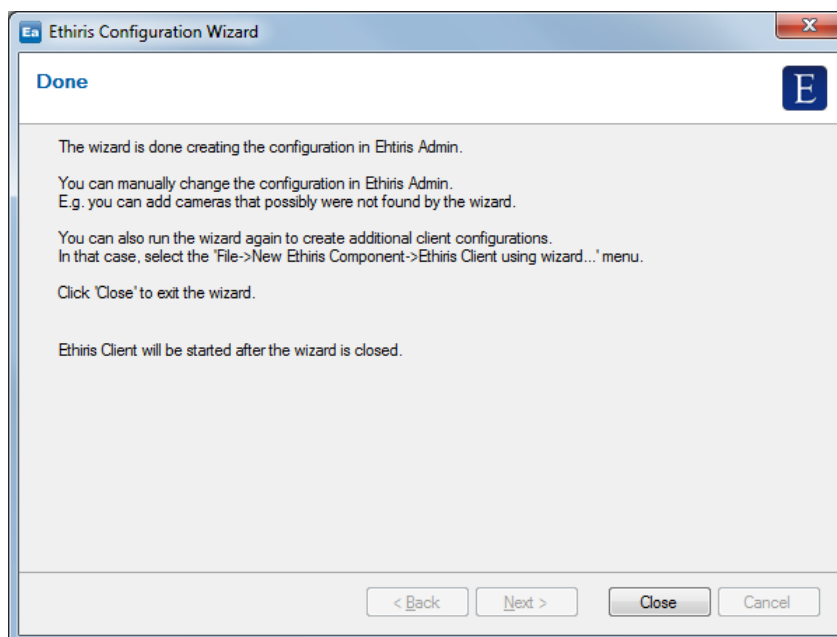 Ea Ethiris Configuration Wizard
Done
E
The wizard is done creating the configuration in Ehtiris Admin.
You can manually change the configuration in Ethiris Admin.
E.g. you can add cameras that possibly were not found by the wizard.
You can also run the wizard again to create additional client configurations.
In that case, select the 'File->New Ethiris Component->Ethiris Client using wizard...' menu.
Click 'Close' to exit the wizard.
Ethiris Client will be started after the wizard is closed.
< Back Next > Close Cancel